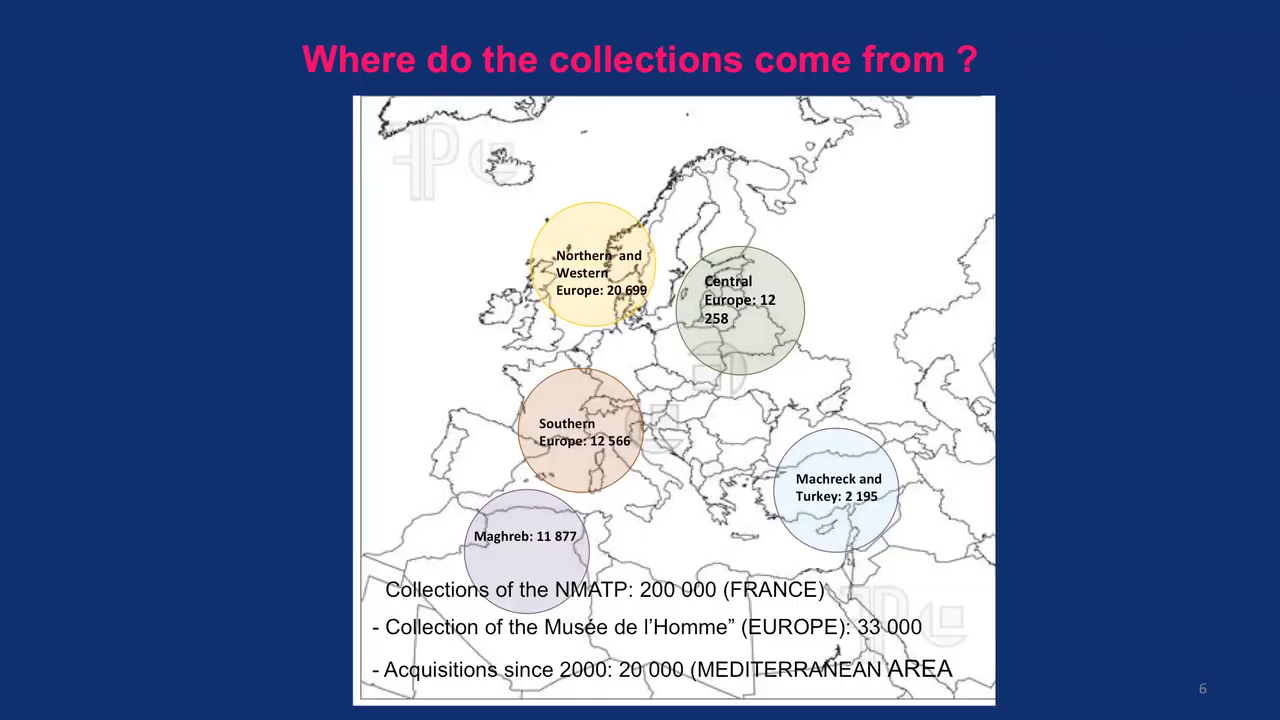 Where do the collections come from ?
Northern and
Western
Europe: 20 699
Central
Europe: 12
258
Southern
Europe: 12 566
Machreck and
Turkey: 2 195
Maghreb: 11 877
Collections of the NMATP: 200 000 (FRANCE)
- Collection of the Musée de l’Homme” (EUROPE): 33 000
- Acquisitions since 2000: 20 000 (MEDITERRANEAN AREA
6